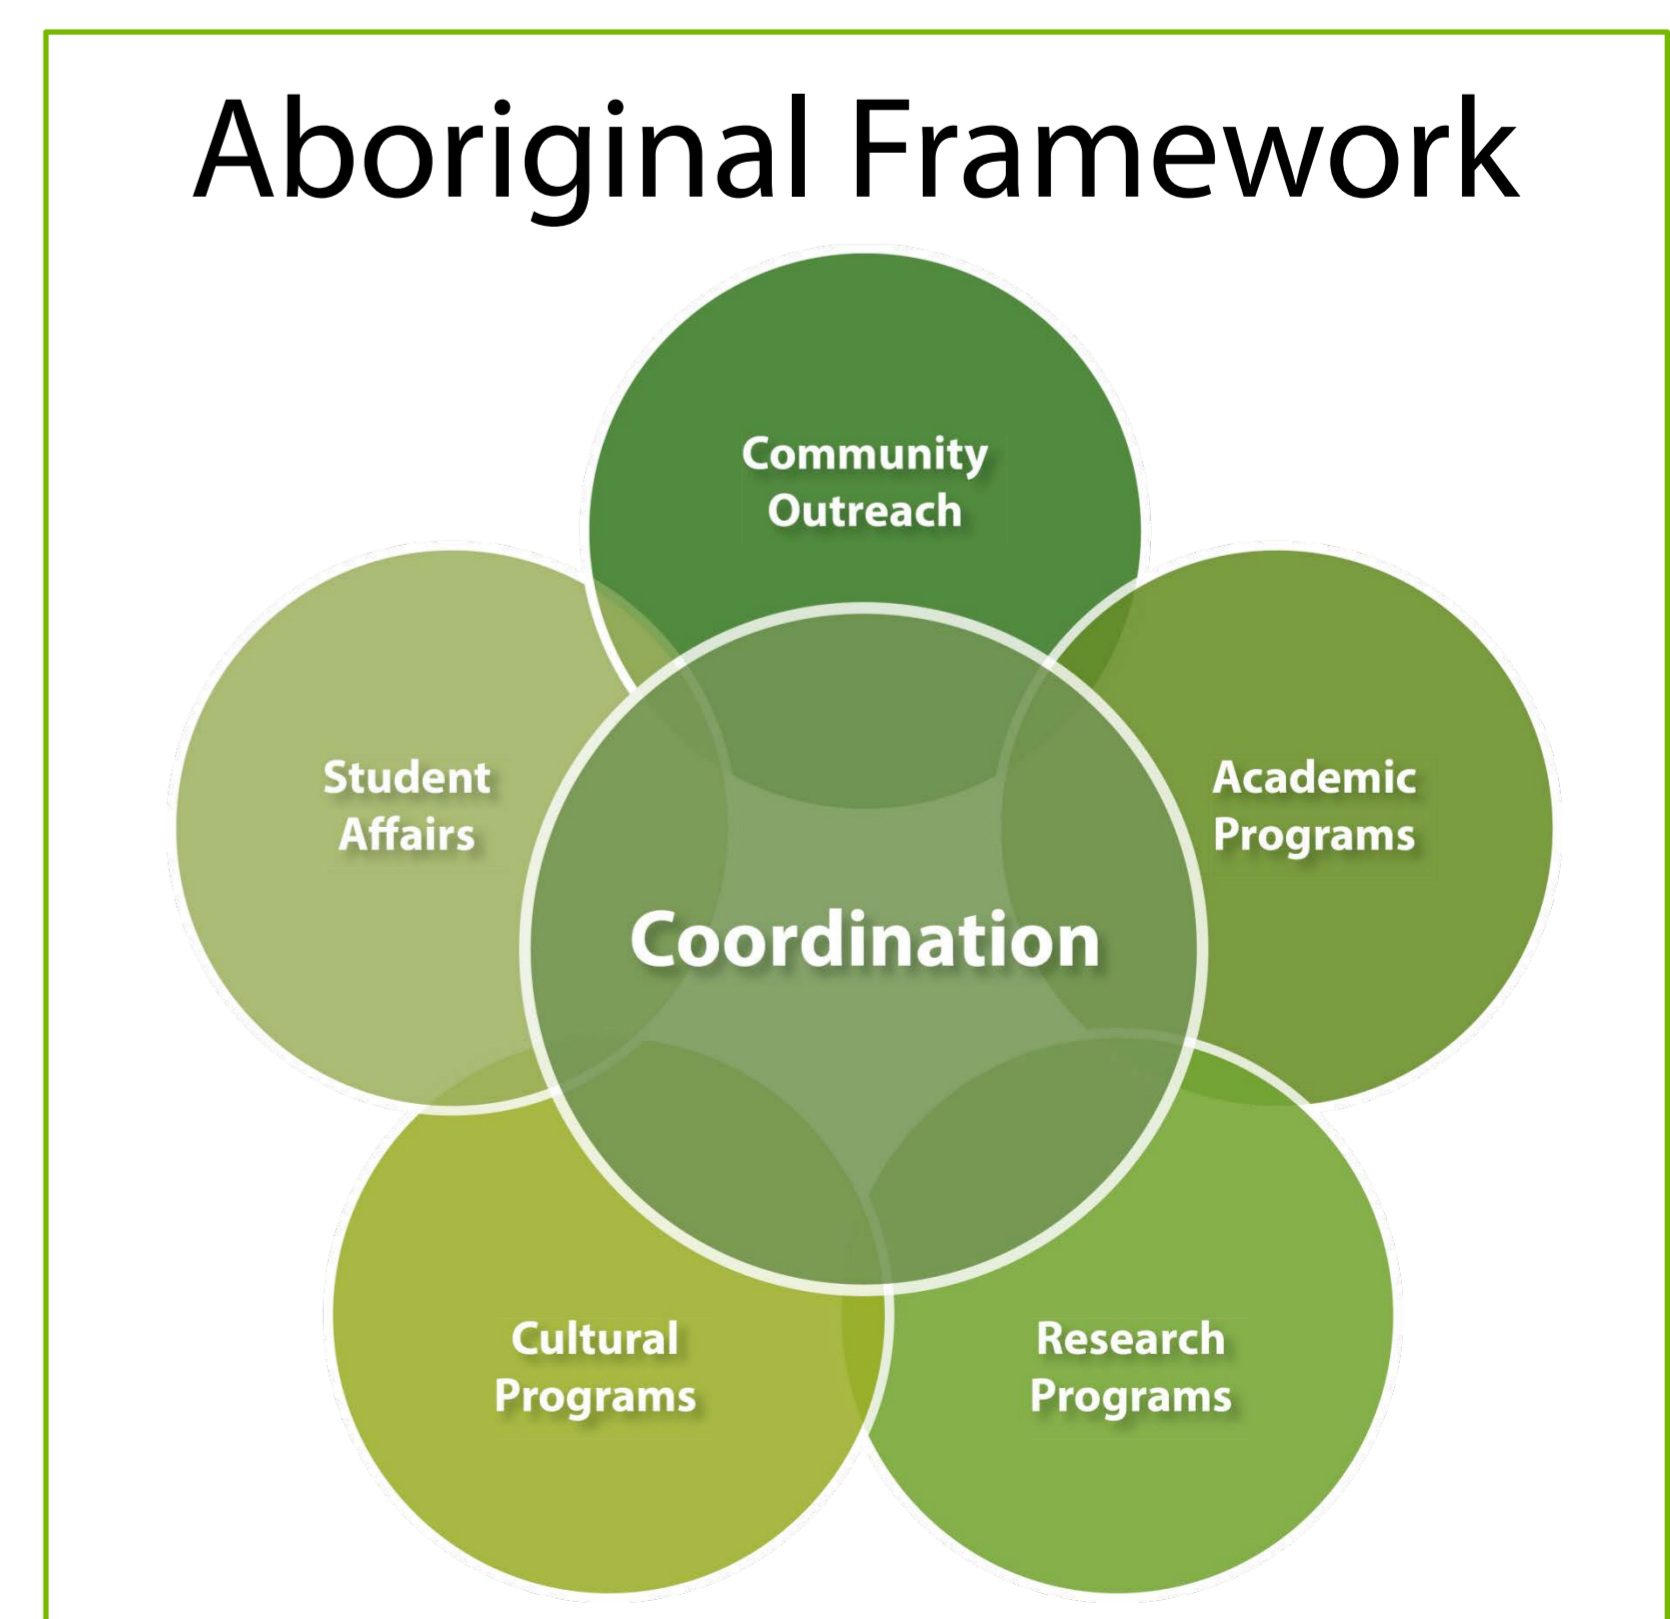 Aboriginal Framework
Community
Outreach
Student
Affairs
Academic
Programs
Coordination
Cultural
Programs
Research
Programs